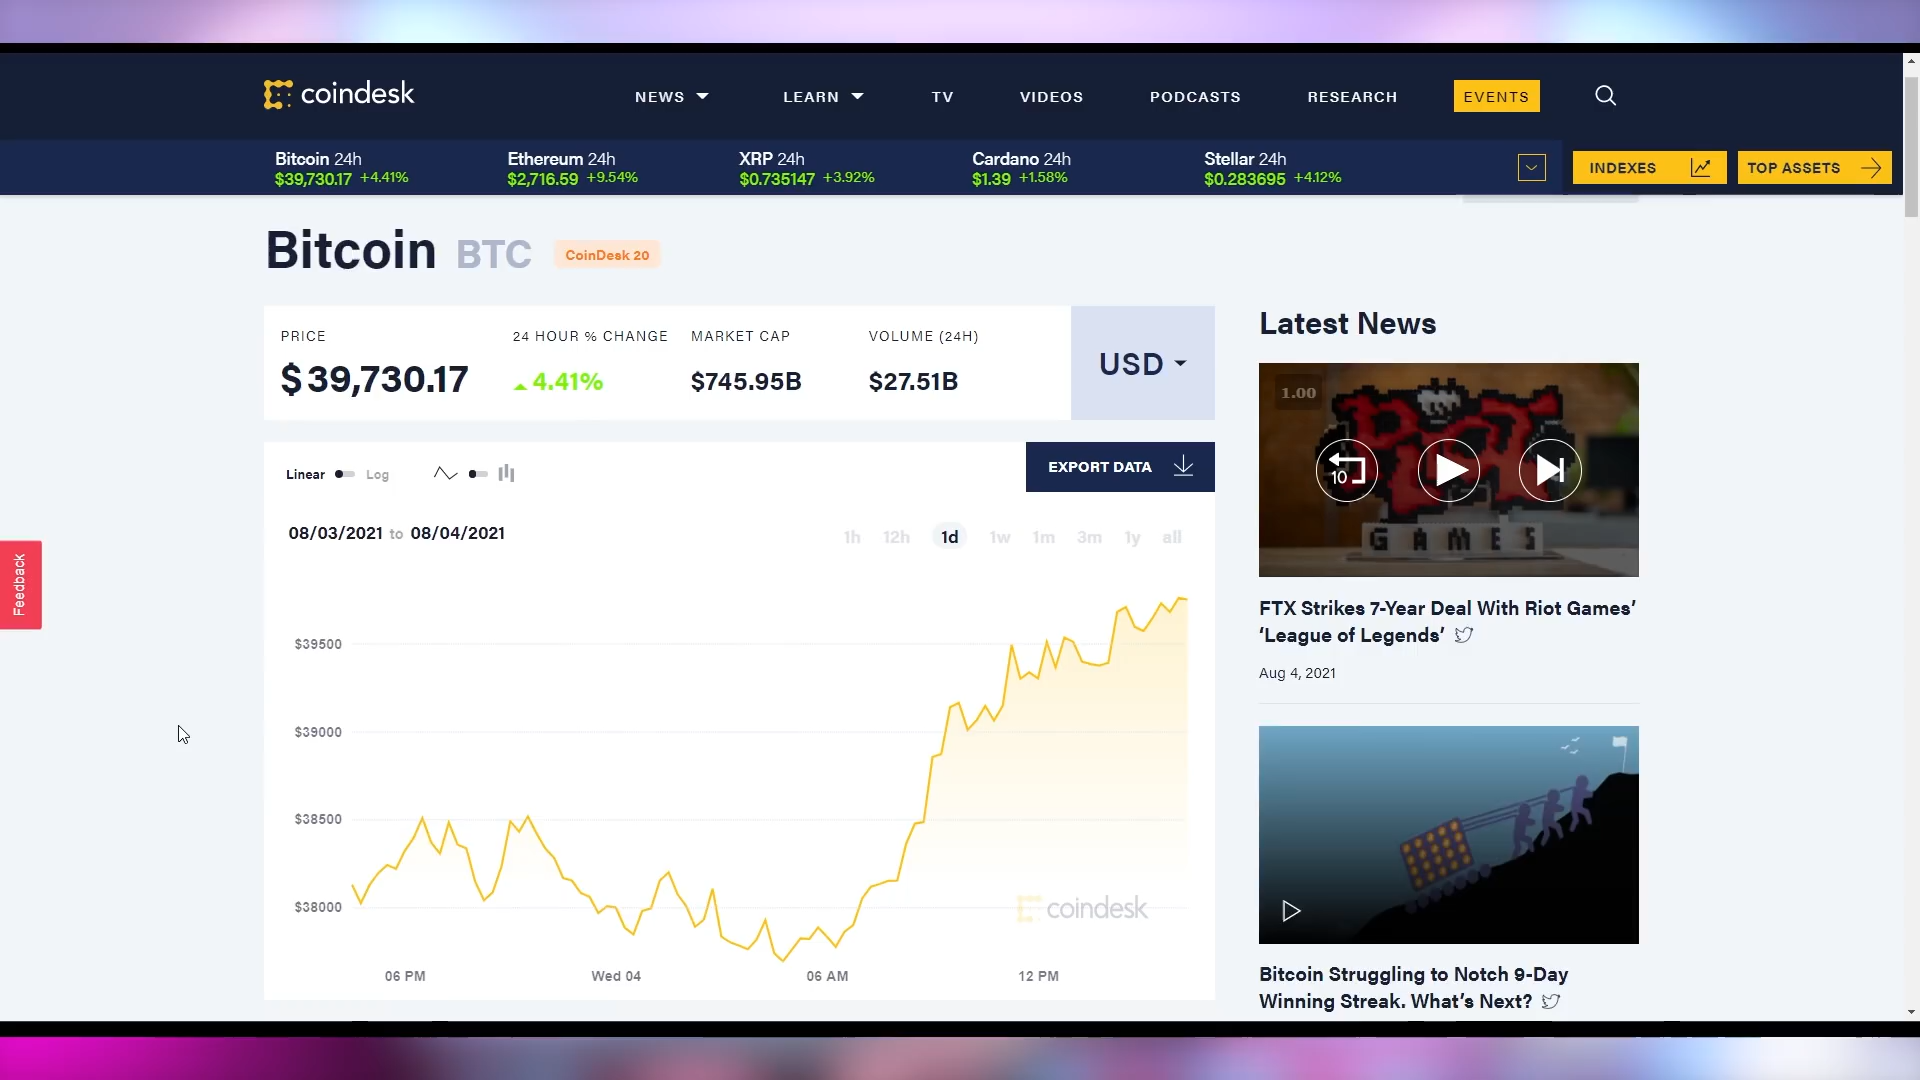 coindesk
NEWS
LEARN
TV
VIDEOS
PODCASTS
RESEARCH
EVENTS
Bitcoin 24h
$39,730.17 +4.41%
Ethereum 24h
$2,716.59 +9.54%
XRP 24h
$0.735147 +3.92%
Cardano 24h
$1.39 +1.58%
Stellar 24h
$0.283695 +4.12%
INDEXES
TOP ASSETS
Bitcoin BTC CoinDesk 20
PRICE
$39,730.17
24 HOUR % CHANGE
4.41%
MARKET CAP
$745.95B
VOLUME (24H)
$27.51B
USD
Linear Log
EXPORT DATA
08/03/2021 to 08/04/2021
1h 12h 1d 1w 1m 3m 1y all
$39500
$39000
$38500
$38000
coindesk
06 PM Wed 04 06 AM 12 PM
Feedback
Latest News
1.00
10
GAMES
FTX Strikes 7-Year Deal With Riot Games’
‘League of Legends’
Aug 4, 2021
Bitcoin Struggling to Notch 9-Day
Winning Streak. What’s Next?